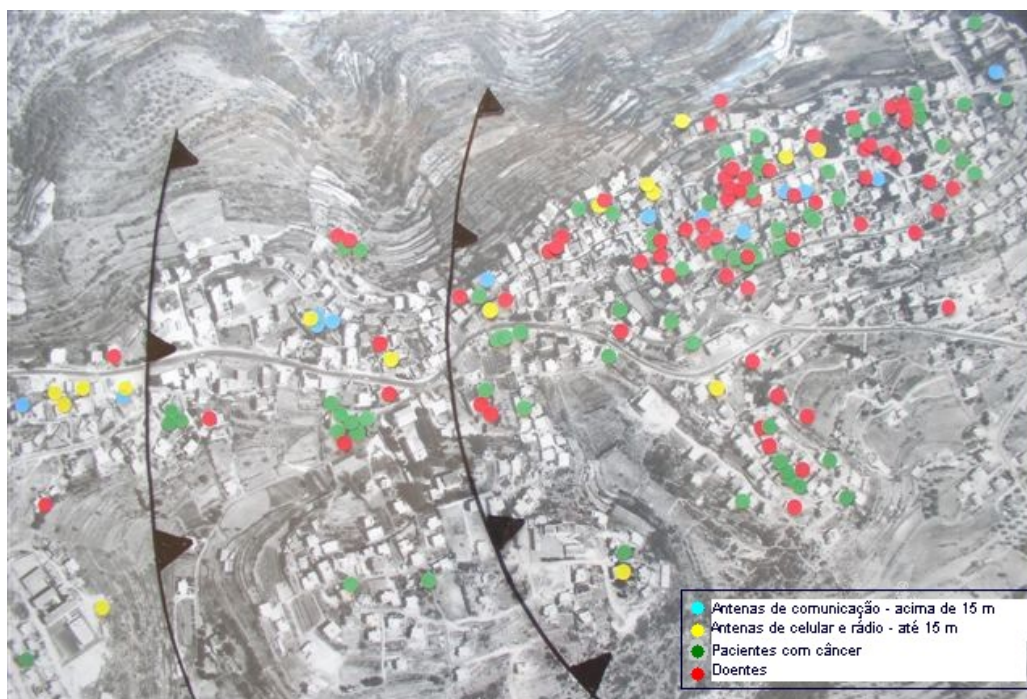 Antenas de comunicação - acima de 15 m
Antenas de celular e rádio - até 15 m
Pacientes com câncer
Doentes